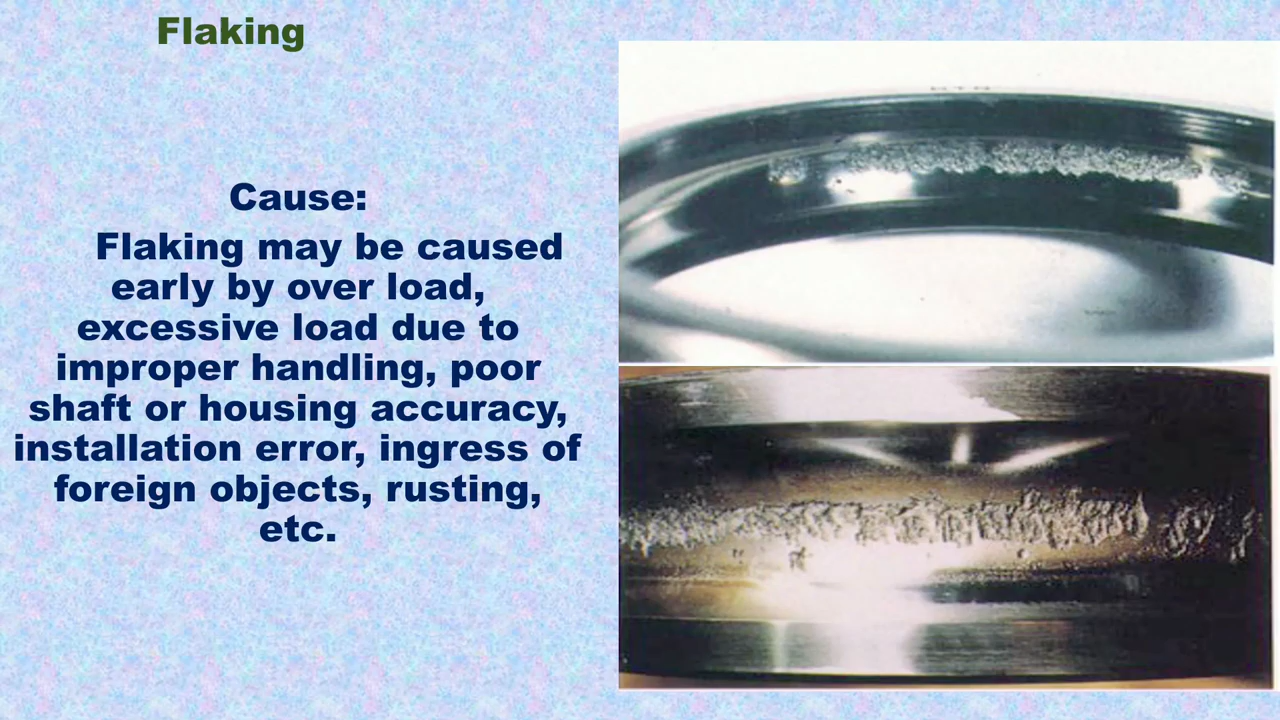 Flaking
Cause:
Flaking may be caused
early by over load,
excessive load due to
improper handling, poor
shaft or housing accuracy,
installation error, ingress of
foreign objects, rusting,
etc.